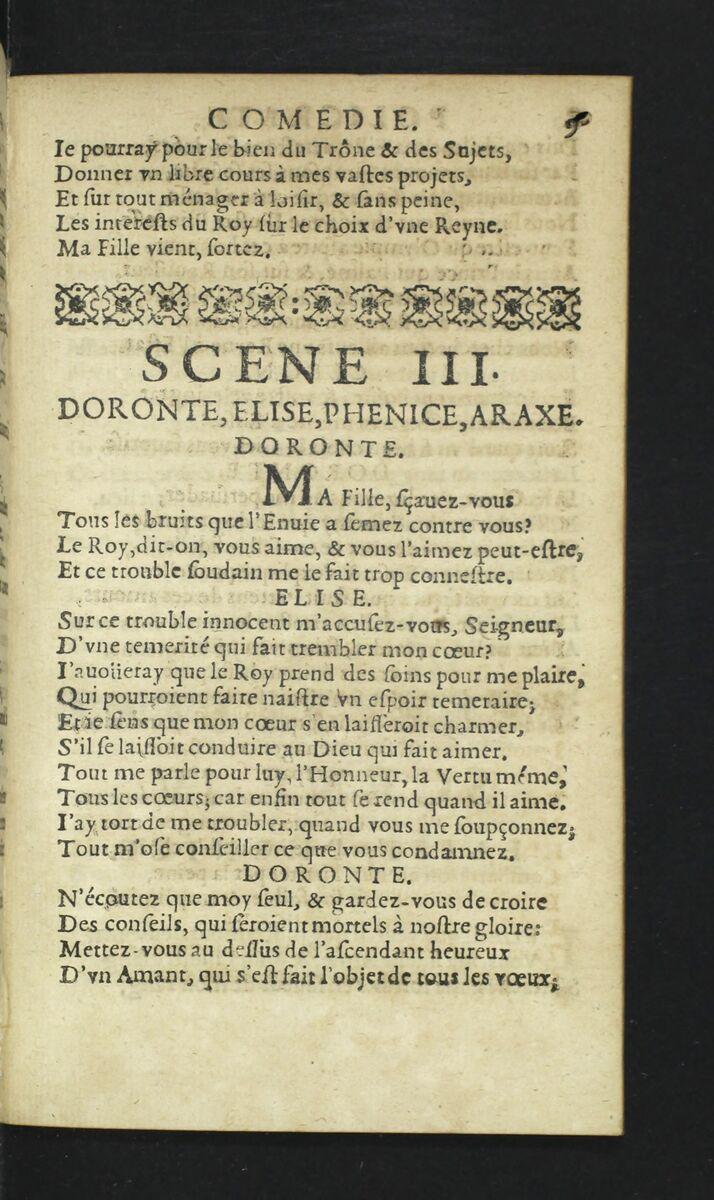 COMEDIE. 5
Ie pourray pour le bien du Trône & des Sujets,
Donner vn libre cours à mes vaſtes projets,
Et ſur tout ménager à loiſir, & ſans peine,
Les intéreſts du Roy ſur le choix d'vne Reyne.
Ma Fille vient, ſortez.
SCENE III.
DORONTE, ELISE, PHENICE, ARAXE.
DORONTE.
MA Fille, ſçauez-vous
Tous les bruits que l'Enuie a ſemez contre vous?
Le Roy, dit-on, vous aime, & vous l'aimez peut-eſtre,
Et ce trouble ſoudain me le fait trop conneſtre.
ELISE.
Sur ce trouble innocent m'accuſez-vous, Seigneur,
D'vne temerité qui fait trembler mon cœur?
I'auoüeray que le Roy prend des ſoins pour me plaire,
Qui pourroient faire naiſtre vn eſpoir temeraire;
Et ie ſens que mon cœur s'en laiſſeroit charmer,
S'il ſe laiſſoit conduire au Dieu qui fait aimer.
Tout me parle pour luy, l'Honneur, la Vertu méme,
Tous les cœurs; car enfin tout ſe rend quand il aime.
I'ay tort de me troubler, quand vous me ſoupçonnez;
Tout m'oſe conſeiller ce que vous condamnez.
DORONTE.
N'écoutez que moy ſeul, & gardez-vous de croire
Des conſeils, qui ſeroient mortels à noſtre gloire:
Mettez-vous au deſſus de l'aſcendant heureux
D'vn Amant, qui s'eſt fait l'objet de tous les vœux;